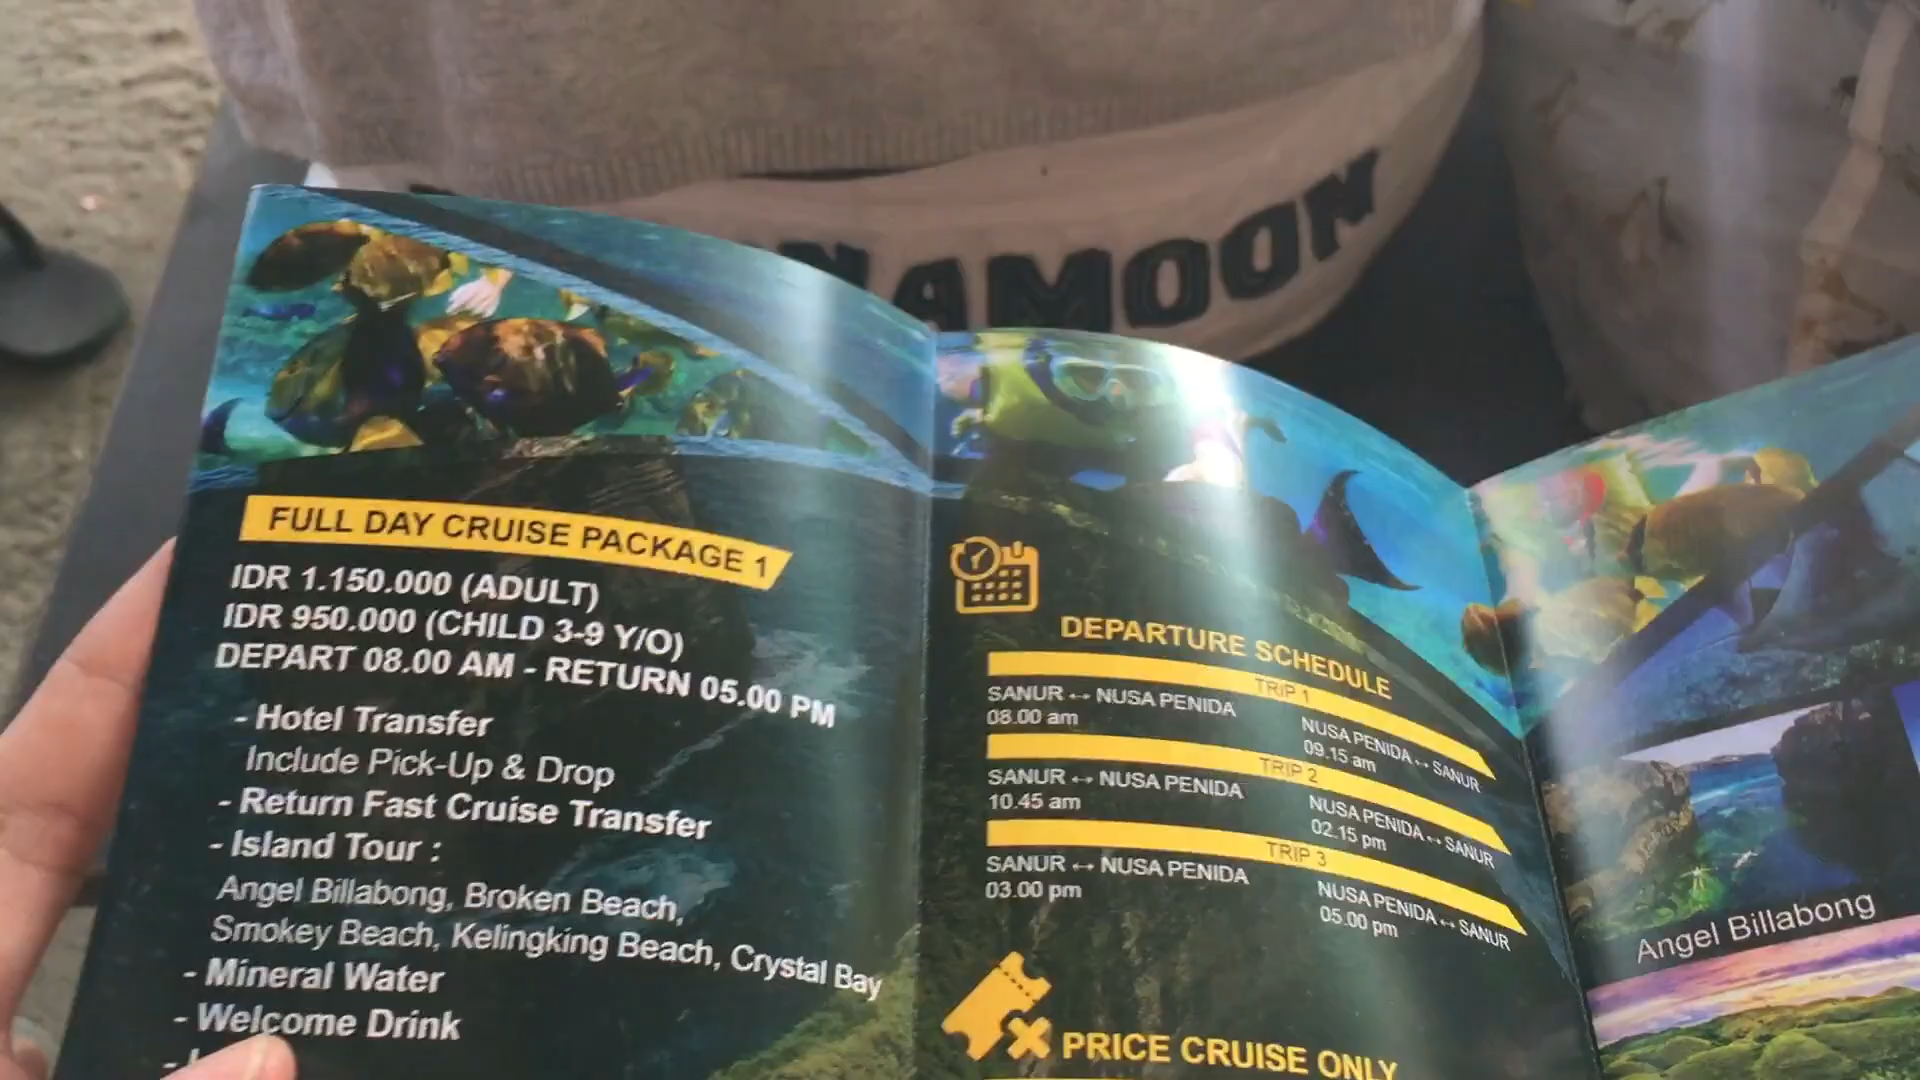 NAMOON
FULL DAY CRUISE PACKAGE 1
IDR 1.150.000 (ADULT)
IDR 950.000 (CHILD 3-9 Y/O)
DEPART 08.00 AM - RETURN 05.00 PM
- Hotel Transfer
Include Pick-Up & Drop
- Return Fast Cruise Transfer
- Island Tour :
Angel Billabong, Broken Beach,
Smokey Beach, Kelingking Beach, Crystal Bay
- Mineral Water
- Welcome Drink
DEPARTURE SCHEDULE
TRIP 1
SANUR ↔ NUSA PENIDA
08.00 am
NUSA PENIDA ↔ SANUR
09.15 am
TRIP 2
SANUR ↔ NUSA PENIDA
10.45 am
NUSA PENIDA ↔ SANUR
02.15 pm
TRIP 3
SANUR ↔ NUSA PENIDA
03.00 pm
NUSA PENIDA ↔ SANUR
05.00 pm
PRICE CRUISE ONLY
Angel Billabong